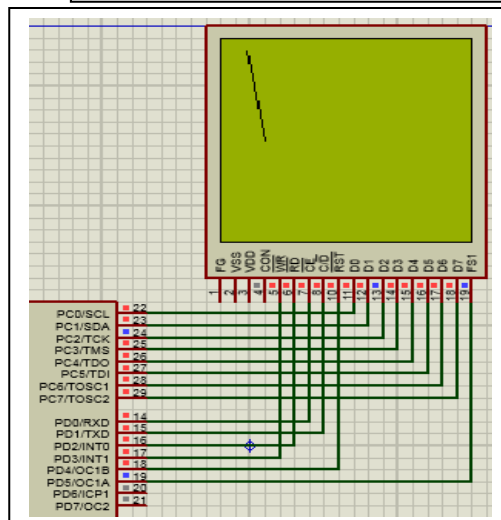 FG VSS VDD CON WR RD CE C/D RST D0 D1 D2 D3 D4 D5 D6 D7 FS1
1 2 3 4 5 6 7 8 10 11 12 13 14 15 16 17 18 19
PC0/SCL 22
PC1/SDA 23
PC2/TCK 24
PC3/TMS 25
PC4/TDO 26
PC5/TDI 27
PC6/TOSC1 28
PC7/TOSC2 29
PD0/RXD 14
PD1/TXD 15
PD2/INT0 16
PD3/INT1 17
PD4/OC1B 18
PD5/OC1A 19
PD6/ICP1 20
PD7/OC2 21